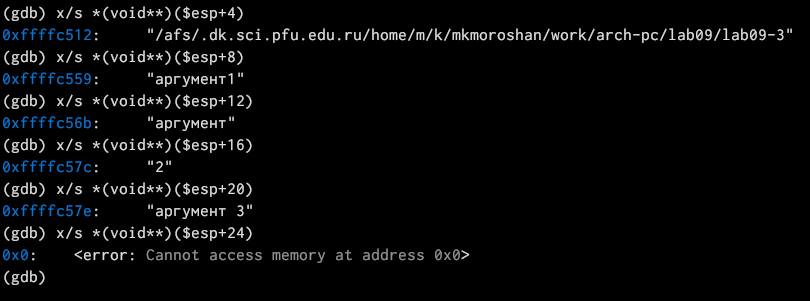 (gdb) x/s *(void**)($esp+4)
0xffffc512: "/afs/.dk.sci.pfu.edu.ru/home/m/k/mkmoroshan/work/arch-pc/lab09/lab09-3"
(gdb) x/s *(void**)($esp+8)
0xffffc559: "аргумент1"
(gdb) x/s *(void**)($esp+12)
0xffffc56b: "аргумент"
(gdb) x/s *(void**)($esp+16)
0xffffc57c: "2"
(gdb) x/s *(void**)($esp+20)
0xffffc57e: "аргумент 3"
(gdb) x/s *(void**)($esp+24)
0x0: <error: Cannot access memory at address 0x0>
(gdb)